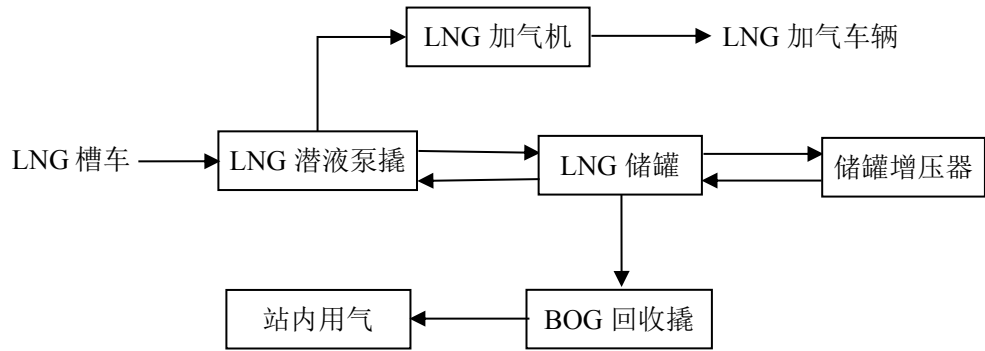 LNG 加气机
LNG 加气车辆
LNG 槽车
LNG 潜液泵撬
LNG 储罐
储罐增压器
站内用气
BOG 回收撬